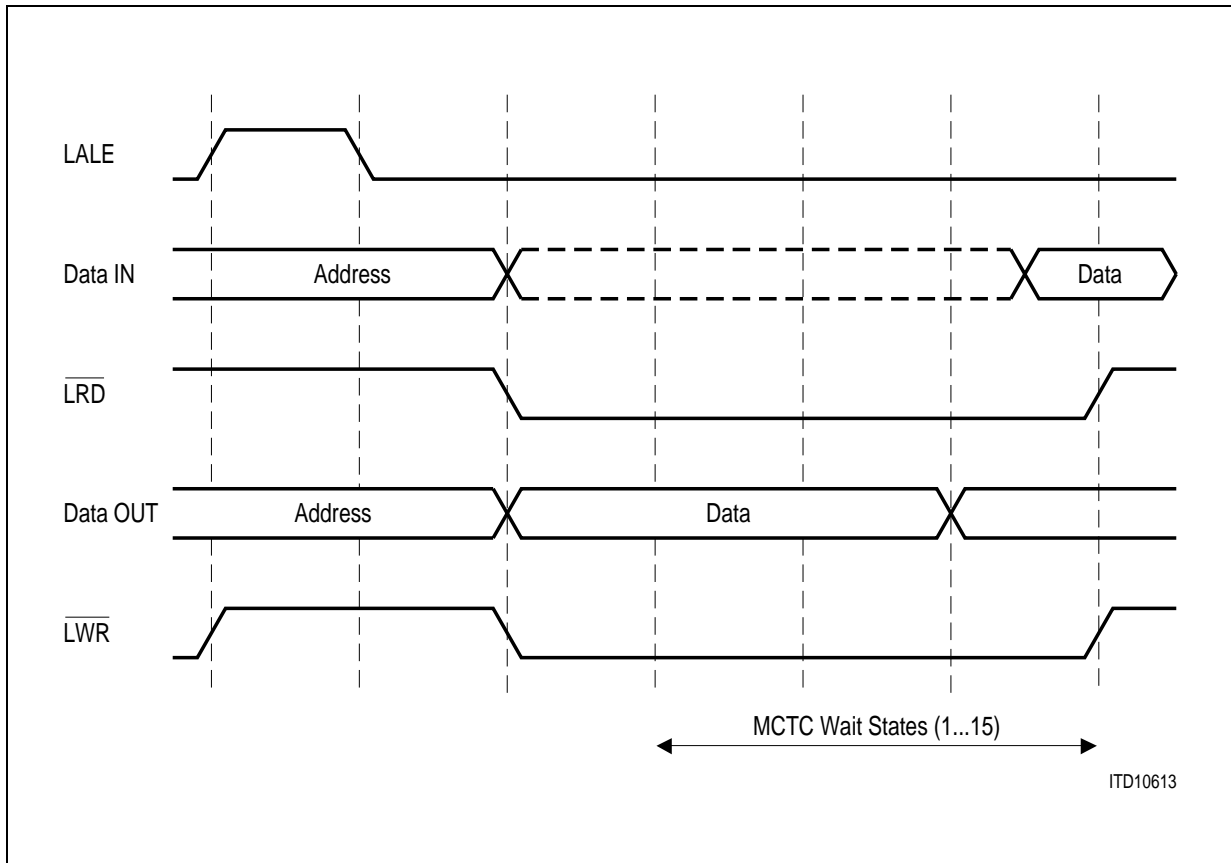 LALE
Data IN Address Data
LRD
Data OUT Address Data
LWR
MCTC Wait States (1...15)
ITD10613